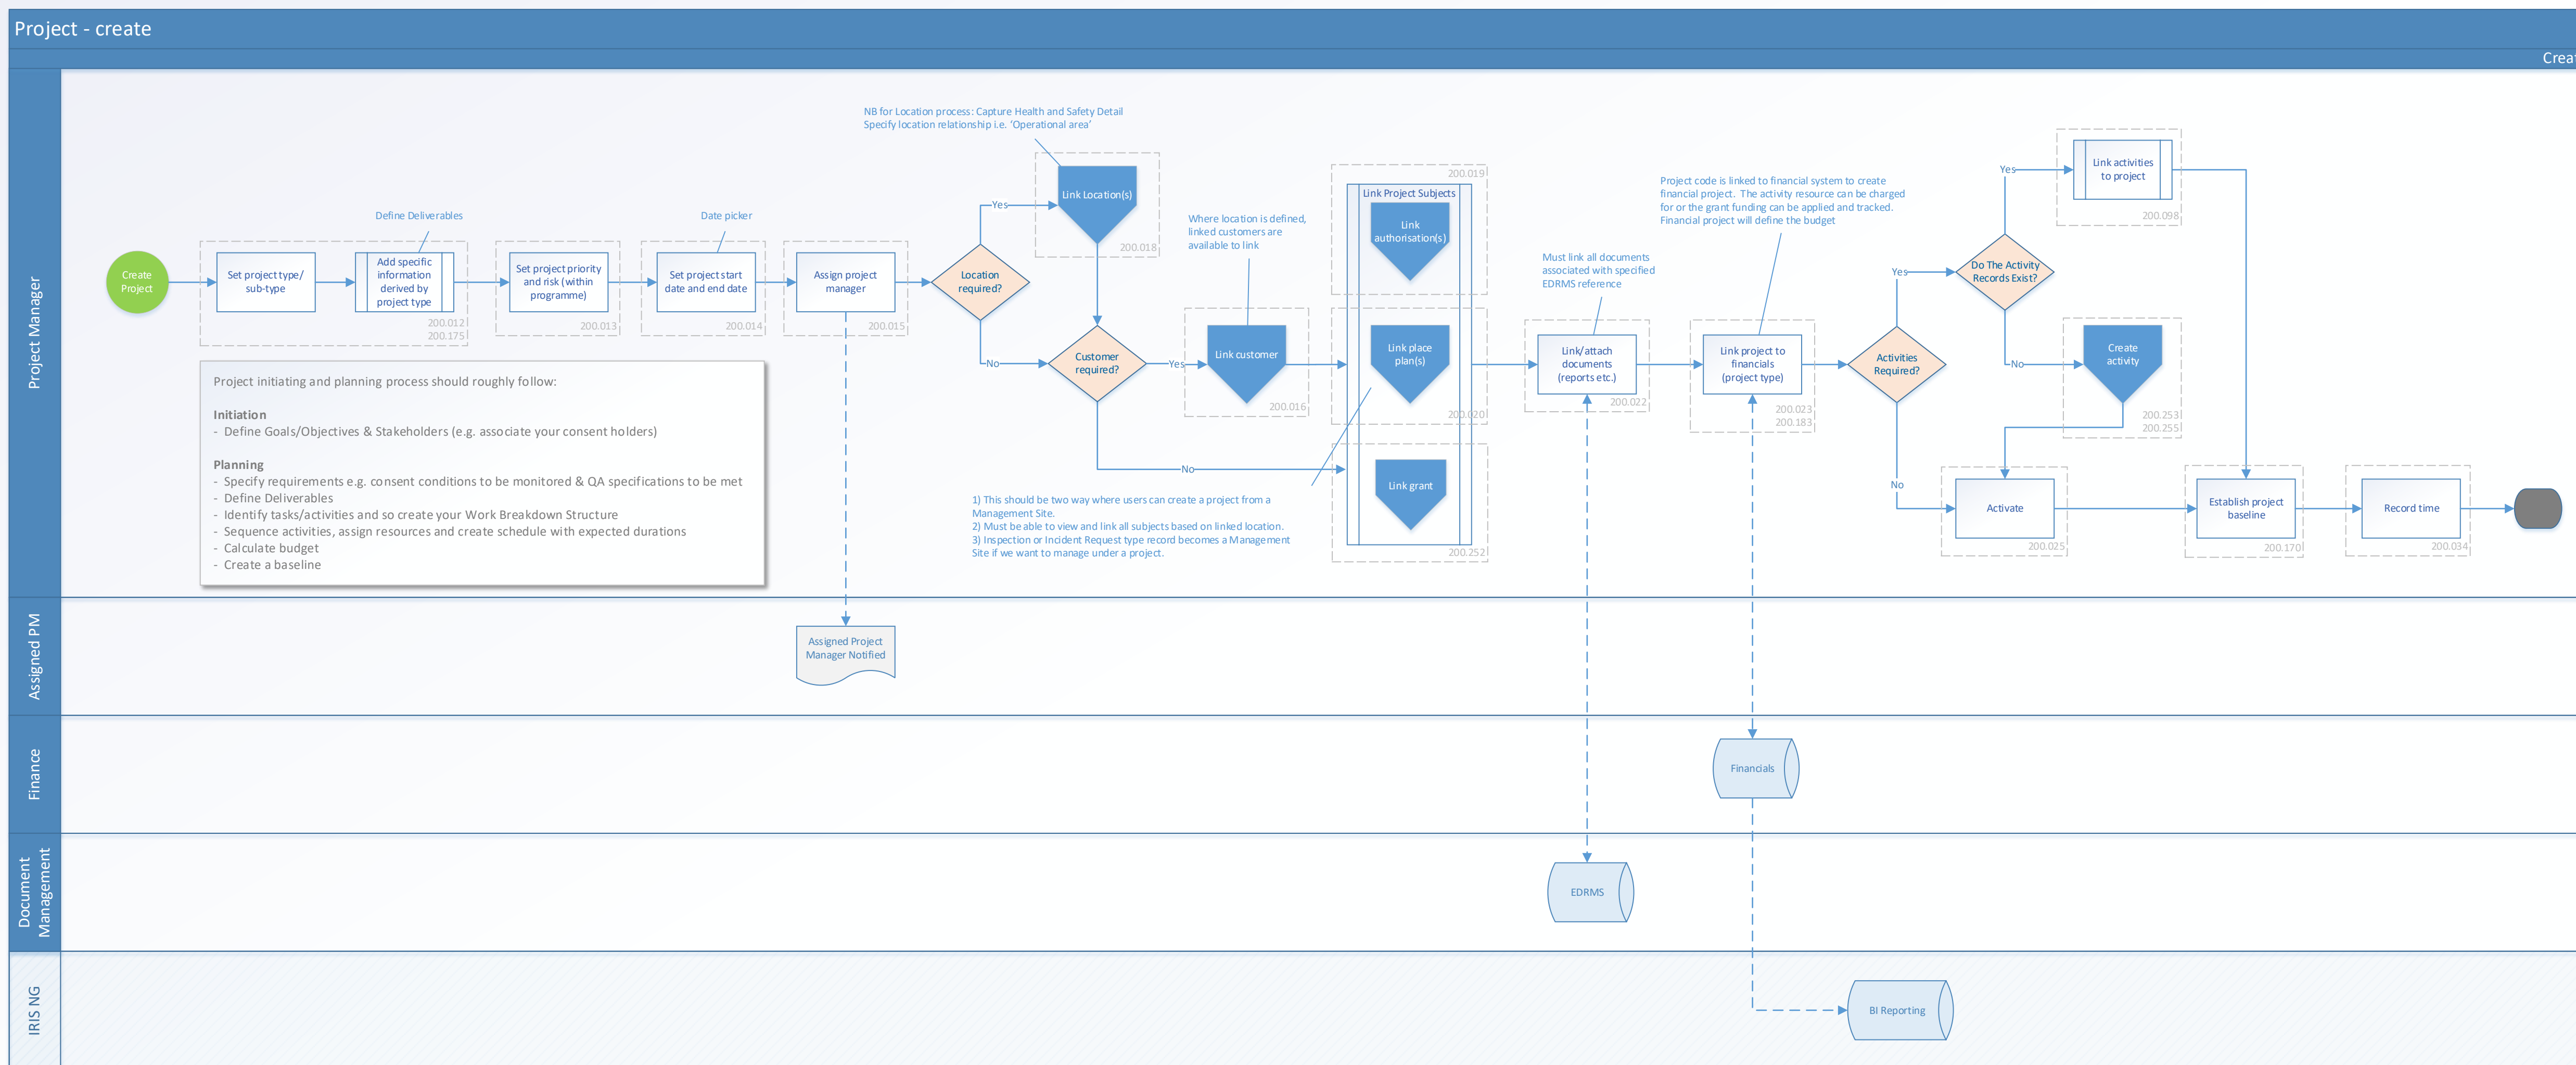 Project - create
Creat
Project Manager
NB for Location process: Capture Health and Safety Detail
Specify location relationship i.e. ‘Operational area’
Define Deliverables
Date picker
Create
Project
Set project type/
sub-type
Add specific
information
derived by
project type
200.012
200.175
Set project priority
and risk (within
programme)
200.013
Set project start
date and end date
200.014
Assign project
manager
200.015
Location
required?
Yes
No
Link Location(s)
200.018
Customer
required?
Yes
No
Where location is defined,
linked customers are
available to link
Link customer
200.016
200.019
Link Project Subjects
Link
authorisation(s)
Link place
plan(s)
200.020
Link grant
200.252
1) This should be two way where users can create a project from a
Management Site.
2) Must be able to view and link all subjects based on linked location.
3) Inspection or Incident Request type record becomes a Management
Site if we want to manage under a project.
Must link all documents
associated with specified
EDRMS reference
Link/attach
documents
(reports etc.)
200.022
Project code is linked to financial system to create
financial project. The activity resource can be charged
for or the grant funding can be applied and tracked.
Financial project will define the budget
Link project to
financials
(project type)
200.023
200.183
Activities
Required?
Yes
No
Do The Activity
Records Exist?
Yes
No
Link activities
to project
200.098
Create
activity
200.253
200.255
Activate
200.025
Establish project
baseline
200.170
Record time
200.034
Project initiating and planning process should roughly follow:
Initiation
- Define Goals/Objectives & Stakeholders (e.g. associate your consent holders)
Planning
- Specify requirements e.g. consent conditions to be monitored & QA specifications to be met
- Define Deliverables
- Identify tasks/activities and so create your Work Breakdown Structure
- Sequence activities, assign resources and create schedule with expected durations
- Calculate budget
- Create a baseline
Assigned PM
Assigned Project
Manager Notified
Finance
Financials
Document
Management
EDRMS
IRIS NG
BI Reporting